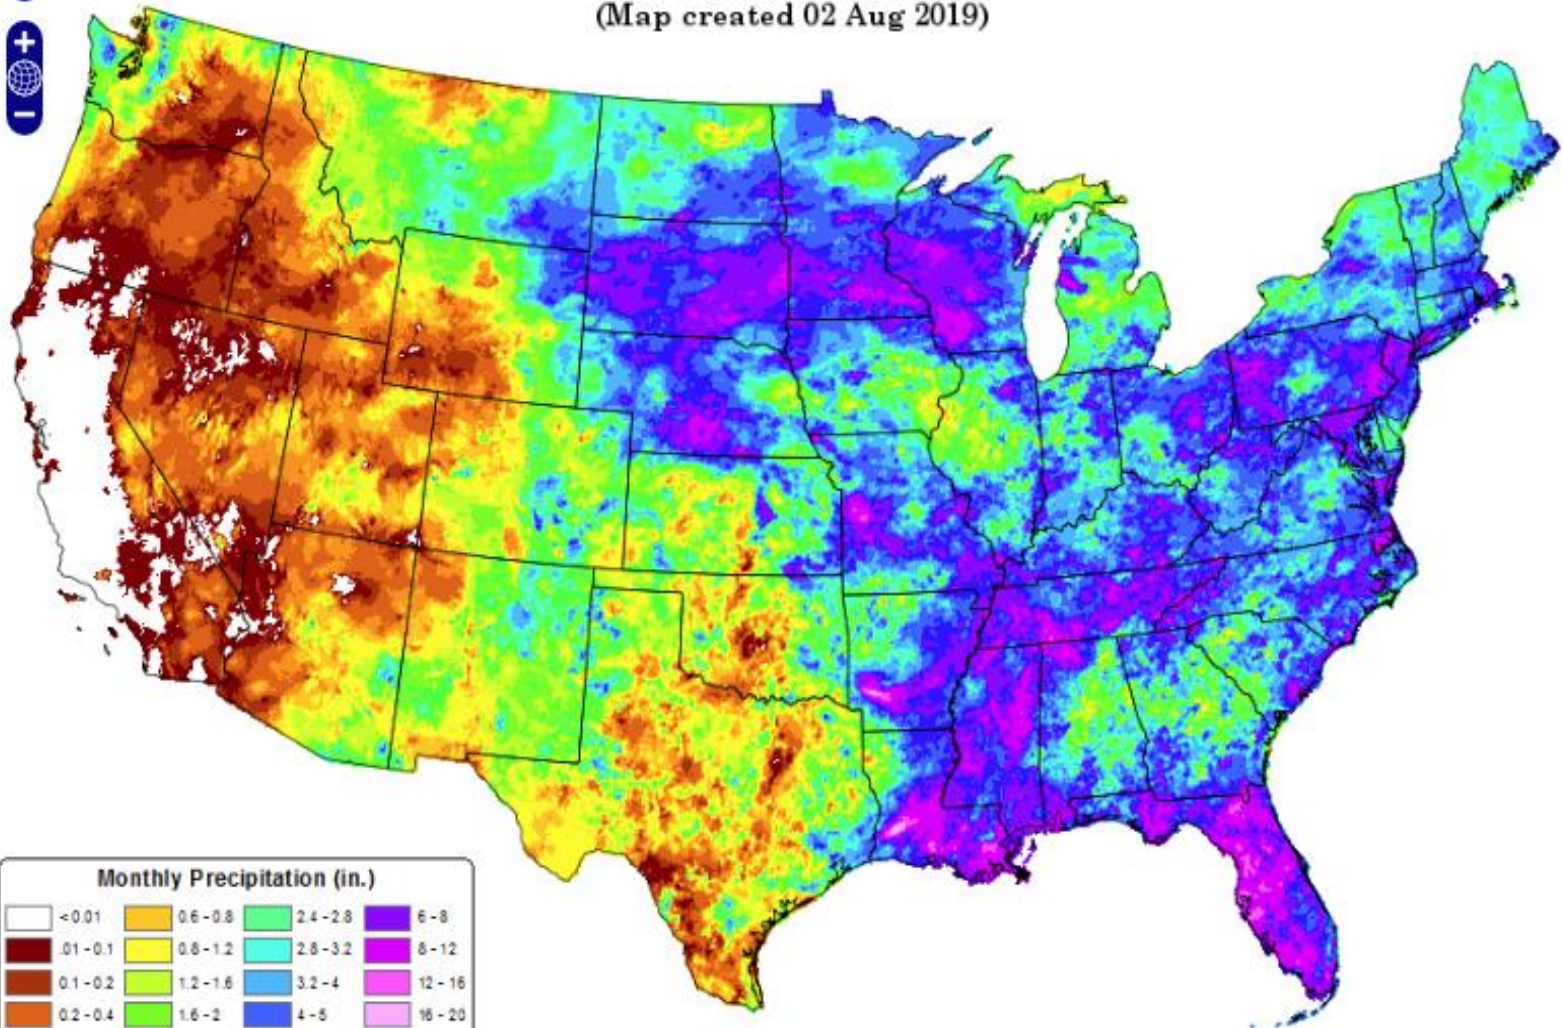 (Map created 02 Aug 2019)
+
−
Monthly Precipitation (in.)
< 0.01 0.6 - 0.8 2.4 - 2.8 6 - 8
.01 - 0.1 0.8 - 1.2 2.8 - 3.2 8 - 12
0.1 - 0.2 1.2 - 1.6 3.2 - 4 12 - 16
0.2 - 0.4 1.6 - 2 4 - 5 16 - 20